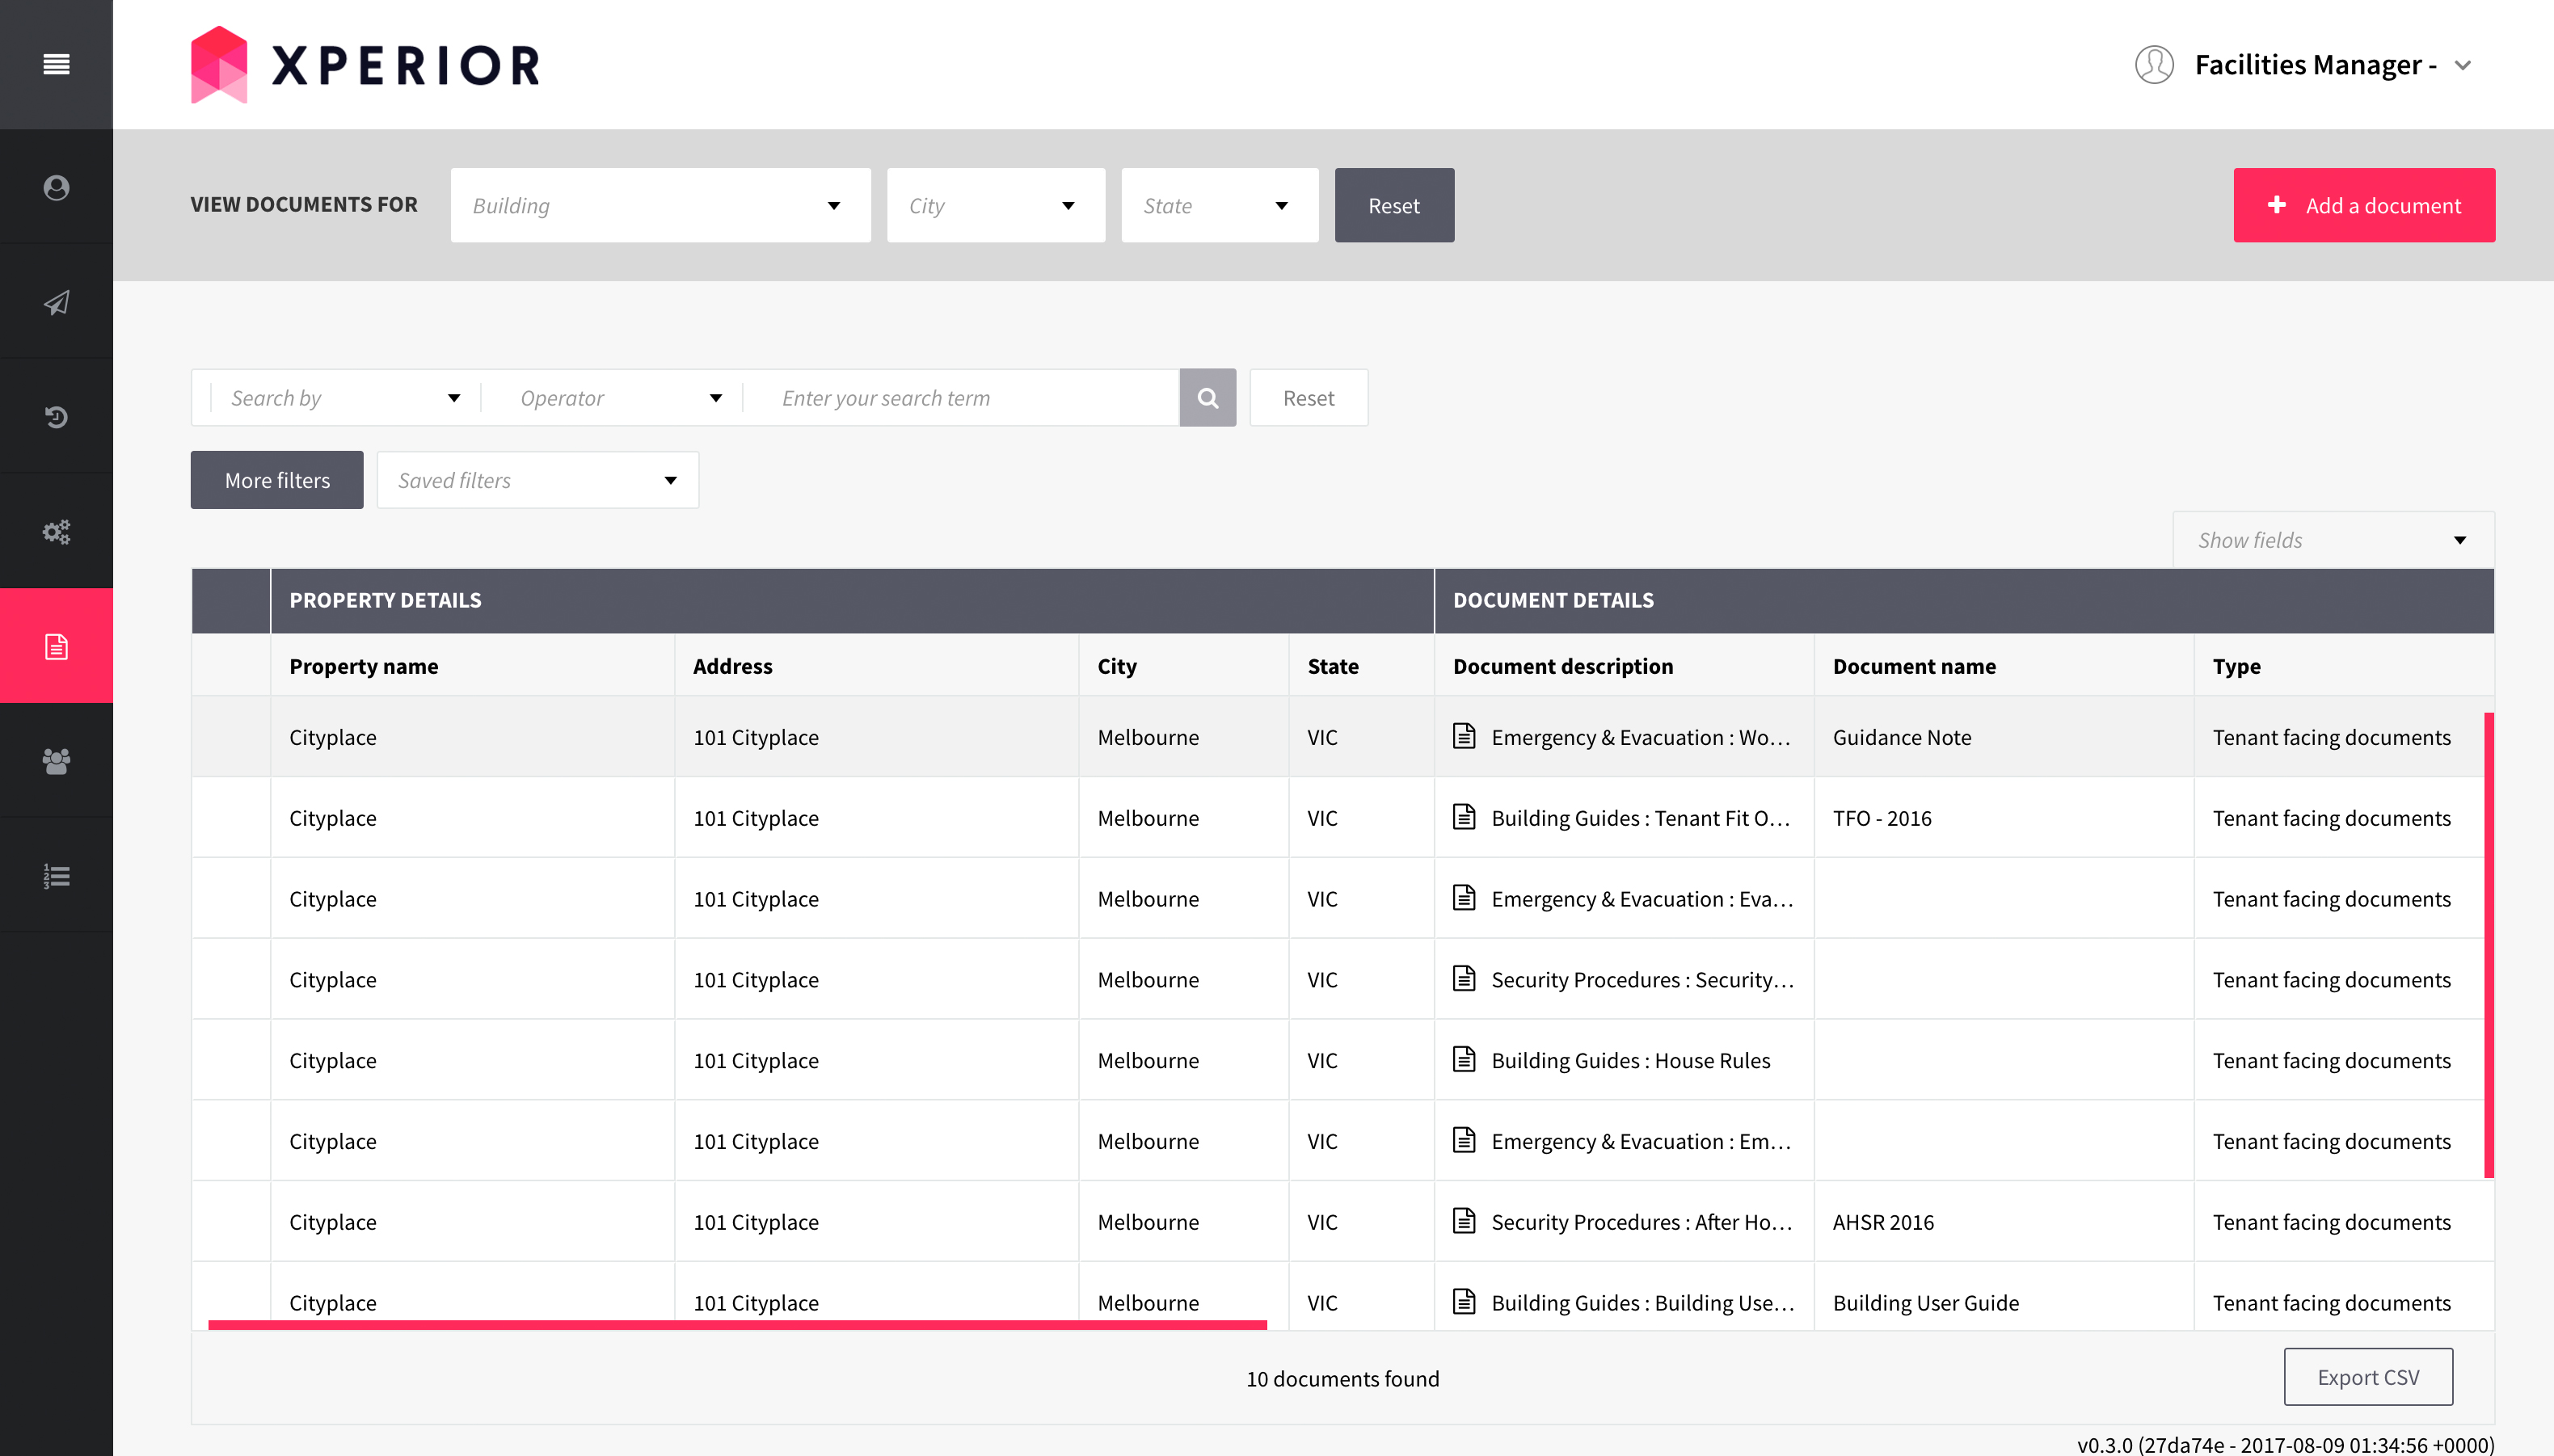 XPERIOR
Facilities Manager -
VIEW DOCUMENTS FOR Building City State Reset + Add a document
Search by Operator Enter your search term Reset
More filters Saved filters
Show fields
PROPERTY DETAILS DOCUMENT DETAILS
Property name Address City State Document description Document name Type
Cityplace 101 Cityplace Melbourne VIC Emergency & Evacuation : Wo... Guidance Note Tenant facing documents
Cityplace 101 Cityplace Melbourne VIC Building Guides : Tenant Fit O... TFO - 2016 Tenant facing documents
Cityplace 101 Cityplace Melbourne VIC Emergency & Evacuation : Eva... Tenant facing documents
Cityplace 101 Cityplace Melbourne VIC Security Procedures : Security... Tenant facing documents
Cityplace 101 Cityplace Melbourne VIC Building Guides : House Rules Tenant facing documents
Cityplace 101 Cityplace Melbourne VIC Emergency & Evacuation : Em... Tenant facing documents
Cityplace 101 Cityplace Melbourne VIC Security Procedures : After Ho... AHSR 2016 Tenant facing documents
Cityplace 101 Cityplace Melbourne VIC Building Guides : Building Use... Building User Guide Tenant facing documents
10 documents found Export CSV
v0.3.0 (27da74e - 2017-08-09 01:34:56 +0000)